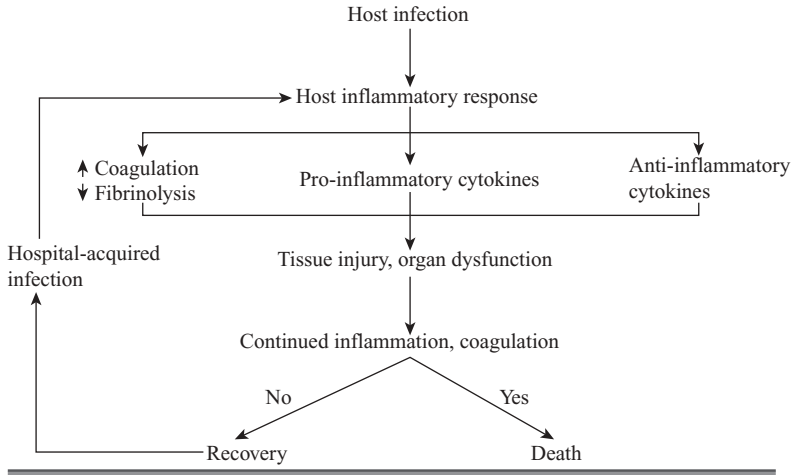 Host infection
Host inflammatory response
Coagulation
Fibrinolysis
Pro-inflammatory cytokines
Anti-inflammatory
cytokines
Hospital-acquired
infection
Tissue injury, organ dysfunction
Continued inflammation, coagulation
No
Yes
Recovery
Death